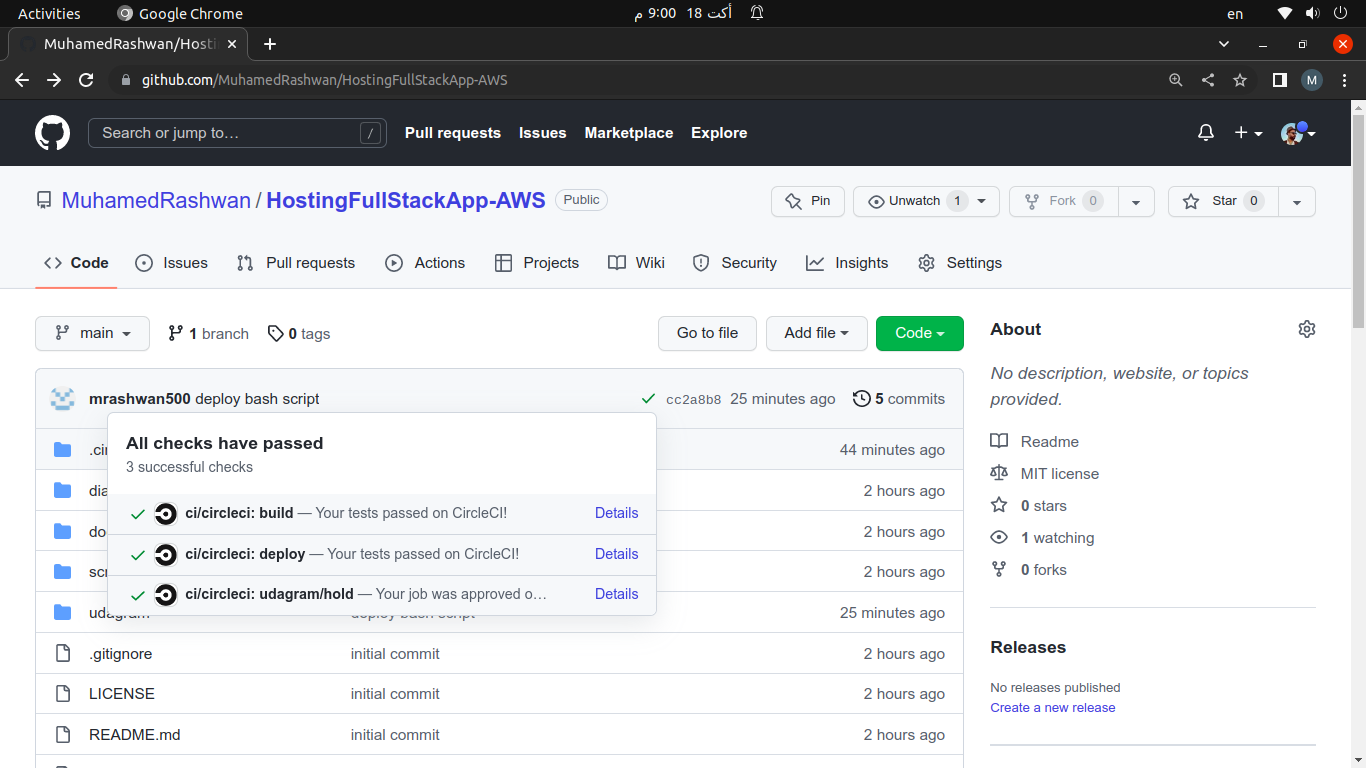 Activities Google Chrome م 9:00 18 أكت en
MuhamedRashwan/Hosti
github.com/MuhamedRashwan/HostingFullStackApp-AWS M
Search or jump to… / Pull requests Issues Marketplace Explore
MuhamedRashwan / HostingFullStackApp-AWS Public Pin Unwatch 1 Fork 0 Star 0
Code Issues Pull requests Actions Projects Wiki Security Insights Settings
main 1 branch 0 tags Go to file Add file Code
mrashwan500 deploy bash script cc2a8b8 25 minutes ago 5 commits
All checks have passed
3 successful checks
ci/circleci: build — Your tests passed on CircleCI! Details
ci/circleci: deploy — Your tests passed on CircleCI! Details
ci/circleci: udagram/hold — Your job was approved o… Details
.cir 44 minutes ago
dia 2 hours ago
do 2 hours ago
scr 2 hours ago
udagram deploy bash script 25 minutes ago
.gitignore initial commit 2 hours ago
LICENSE initial commit 2 hours ago
README.md initial commit 2 hours ago
About
No description, website, or topics
provided.
Readme
MIT license
0 stars
1 watching
0 forks
Releases
No releases published
Create a new release